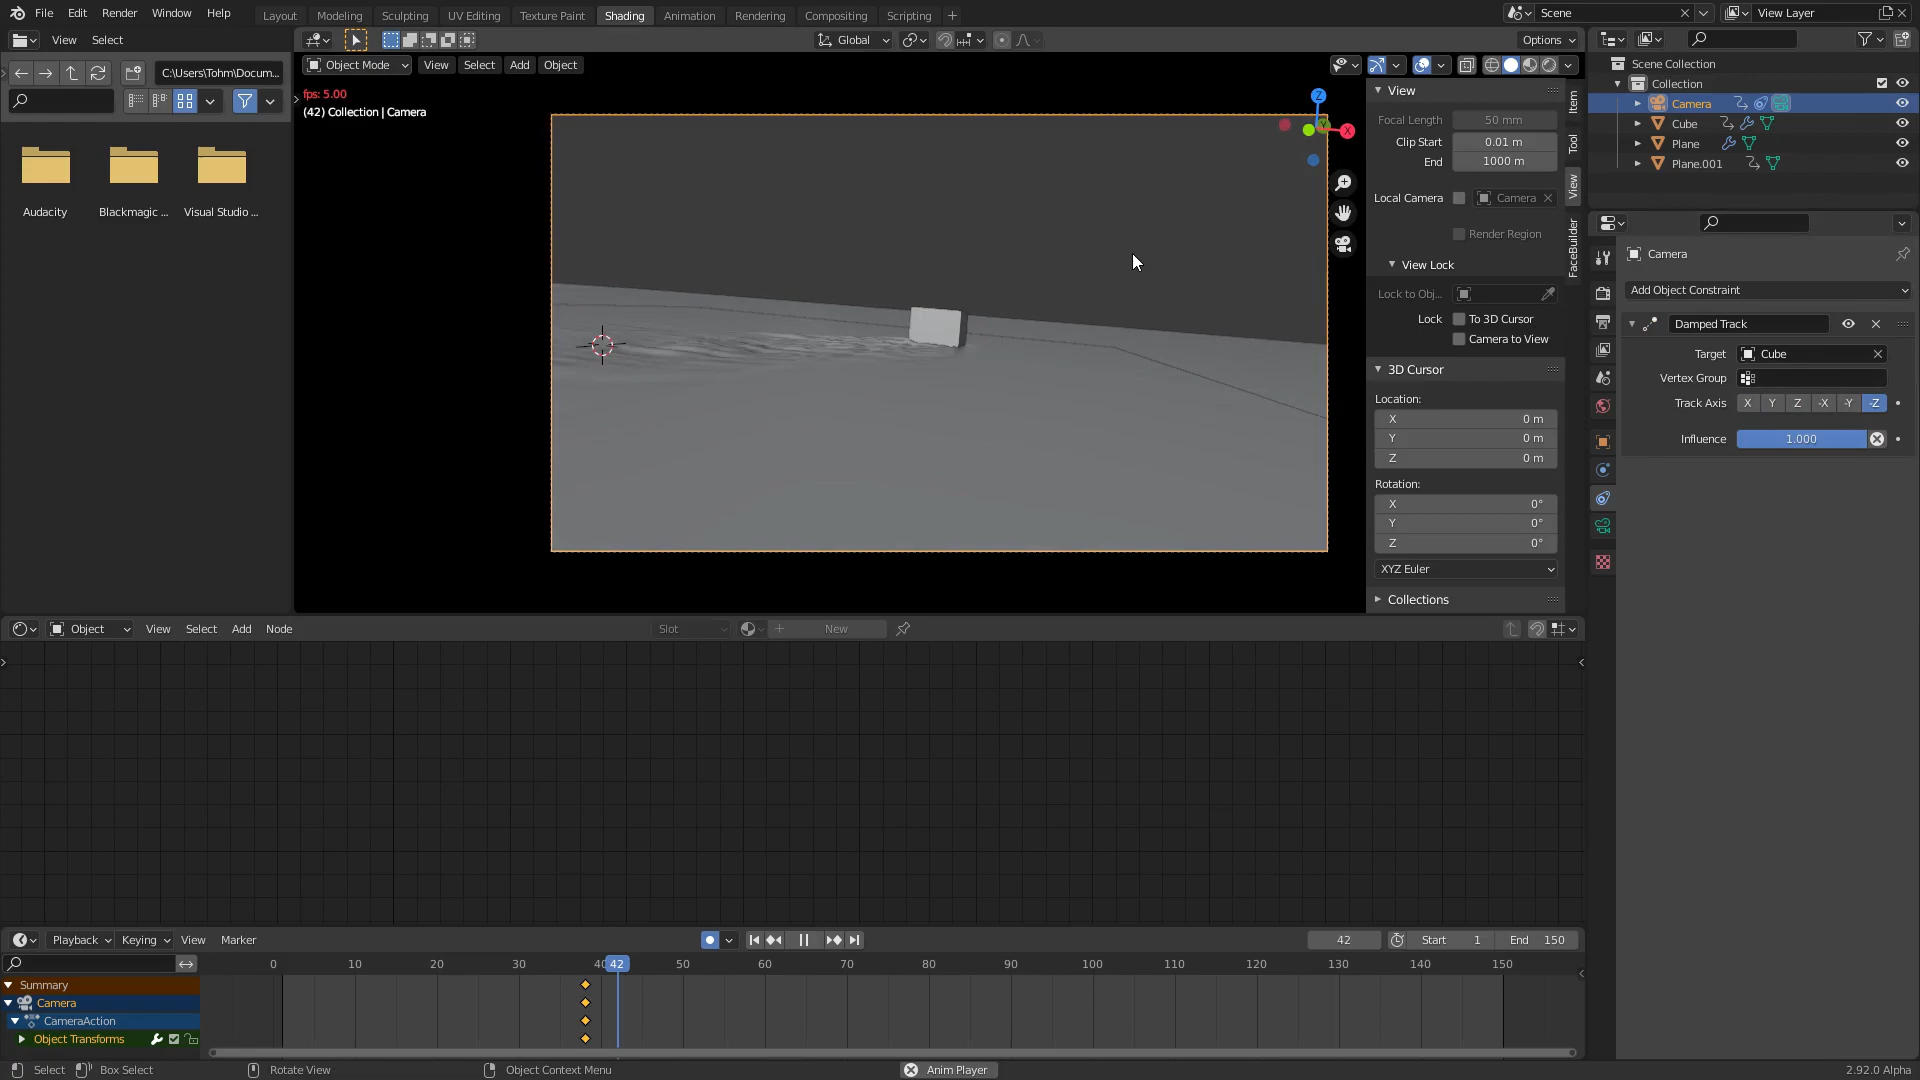 File Edit Render Window Help
Layout Modeling Sculpting UV Editing Texture Paint Shading Animation Rendering Compositing Scripting +
Scene
View Layer
View Select
Global
Options
C:\Users\Tohm\Docum...
Object Mode View Select Add Object
fps: 5.00
(42) Collection | Camera
Audacity
Blackmagic ...
Visual Studio ...
Z
X
View
Focal Length 50 mm
Clip Start 0.01 m
End 1000 m
Local Camera Camera
Render Region
View Lock
Lock to Obj...
Lock To 3D Cursor
Camera to View
3D Cursor
Location:
X 0 m
Y 0 m
Z 0 m
Rotation:
X 0°
Y 0°
Z 0°
XYZ Euler
Collections
Item
Tool
View
FaceBuilder
Scene Collection
Collection
Camera
Cube
Plane
Plane.001
Camera
Add Object Constraint
Damped Track
Target Cube
Vertex Group
Track Axis X Y Z -X -Y -Z
Influence 1.000
Object View Select Add Node
Slot
New
Playback Keying View Marker
42
Start 1
End 150
0 10 20 30 40 42 50 60 70 80 90 100 110 120 130 140 150
Summary
Camera
CameraAction
Object Transforms
Select Box Select Rotate View Object Context Menu Anim Player
2.92.0 Alpha